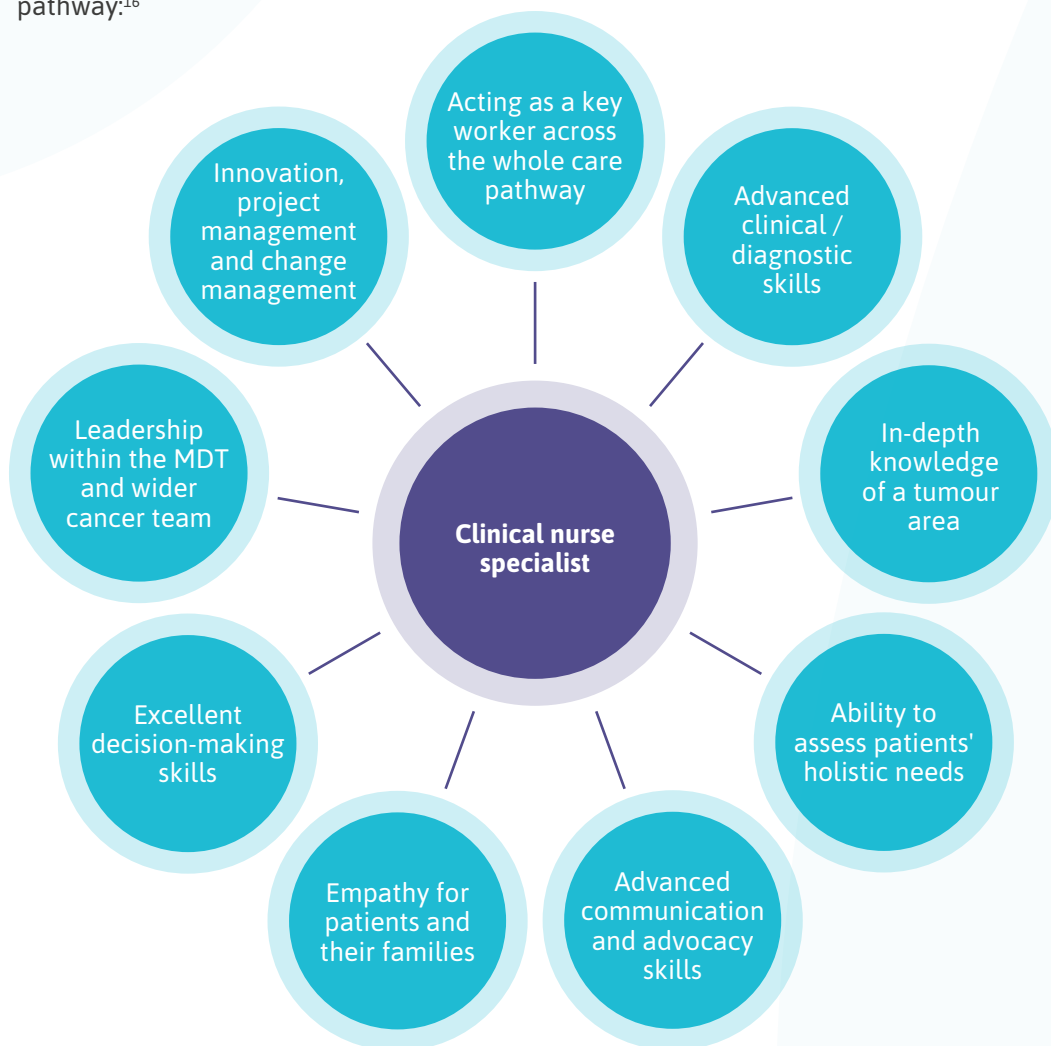 pathway:¹⁶
Acting as a key
worker across
the whole care
pathway
Advanced
clinical /
diagnostic
skills
In-depth
knowledge
of a tumour
area
Ability to
assess patients'
holistic needs
Advanced
communication
and advocacy
skills
Empathy for
patients and
their families
Excellent
decision-making
skills
Leadership
within the MDT
and wider
cancer team
Innovation,
project
management
and change
management
Clinical nurse
specialist